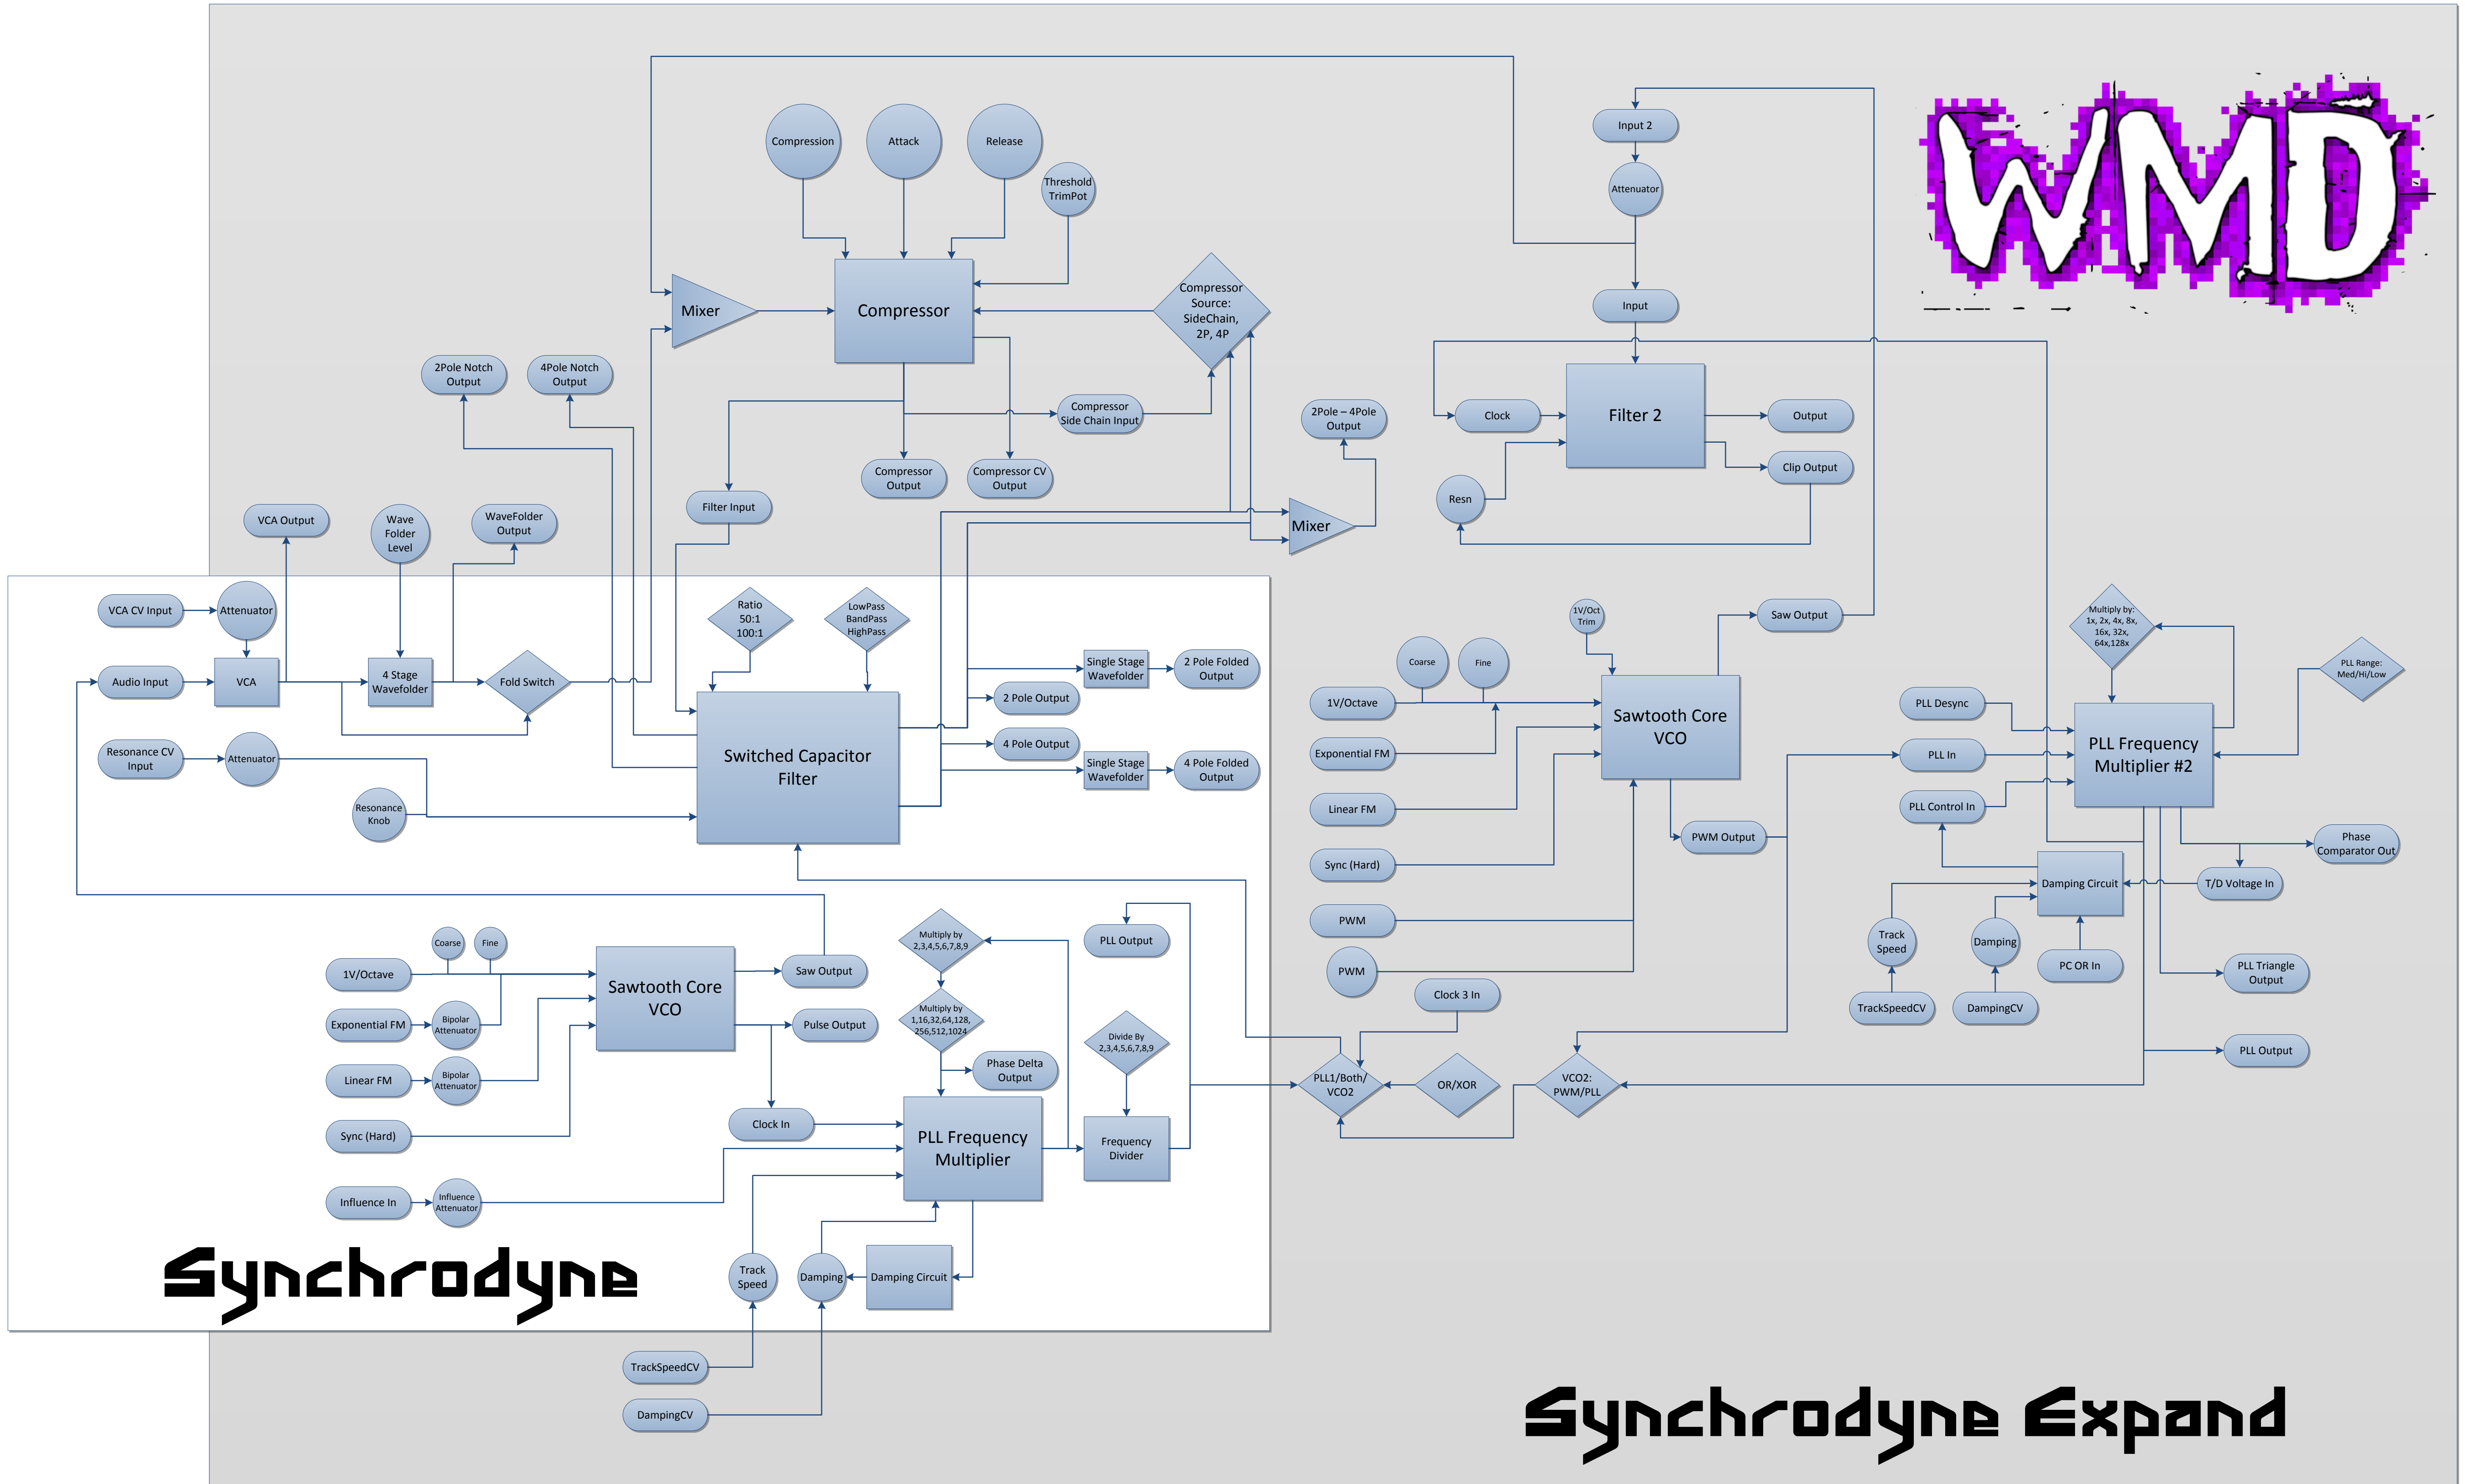 WMD
Input 2
Attenuator
Input
Compression
Attack
Release
Threshold
TrimPot
Mixer
Compressor
Compressor
Source:
SideChain,
2P, 4P
2Pole Notch
Output
4Pole Notch
Output
Compressor
Side Chain Input
Compressor
Output
Compressor CV
Output
Filter Input
2Pole – 4Pole
Output
Mixer
Clock
Filter 2
Output
Clip Output
Resn
VCA Output
Wave
Folder
Level
WaveFolder
Output
VCA CV Input
Attenuator
Audio Input
VCA
4 Stage
Wavefolder
Fold Switch
Resonance CV
Input
Attenuator
Resonance
Knob
Ratio
50:1
100:1
LowPass
BandPass
HighPass
Switched Capacitor
Filter
Single Stage
Wavefolder
2 Pole Folded
Output
2 Pole Output
4 Pole Output
Single Stage
Wavefolder
4 Pole Folded
Output
1V/Oct
Trim
Saw Output
Coarse
Fine
1V/Octave
Exponential FM
Linear FM
Sync (Hard)
PWM
PWM
Sawtooth Core
VCO
PWM Output
Multiply by:
1x, 2x, 4x, 8x,
16x, 32x,
64x,128x
PLL Range:
Med/Hi/Low
PLL Desync
PLL In
PLL Control In
PLL Frequency
Multiplier #2
Phase
Comparator Out
Damping Circuit
T/D Voltage In
Track
Speed
Damping
PC OR In
TrackSpeedCV
DampingCV
PLL Triangle
Output
PLL Output
Coarse
Fine
1V/Octave
Exponential FM
Bipolar
Attenuator
Linear FM
Bipolar
Attenuator
Sync (Hard)
Sawtooth Core
VCO
Saw Output
Pulse Output
Multiply by
2,3,4,5,6,7,8,9
Multiply by
1,16,32,64,128,
256,512,1024
Phase Delta
Output
PLL Output
Divide By
2,3,4,5,6,7,8,9
Clock In
PLL Frequency
Multiplier
Frequency
Divider
Clock 3 In
PLL1/Both/
VCO2
OR/XOR
VCO2:
PWM/PLL
Influence In
Influence
Attenuator
Track
Speed
Damping
Damping Circuit
Synchrodyne
TrackSpeedCV
DampingCV
Synchrodyne Expand